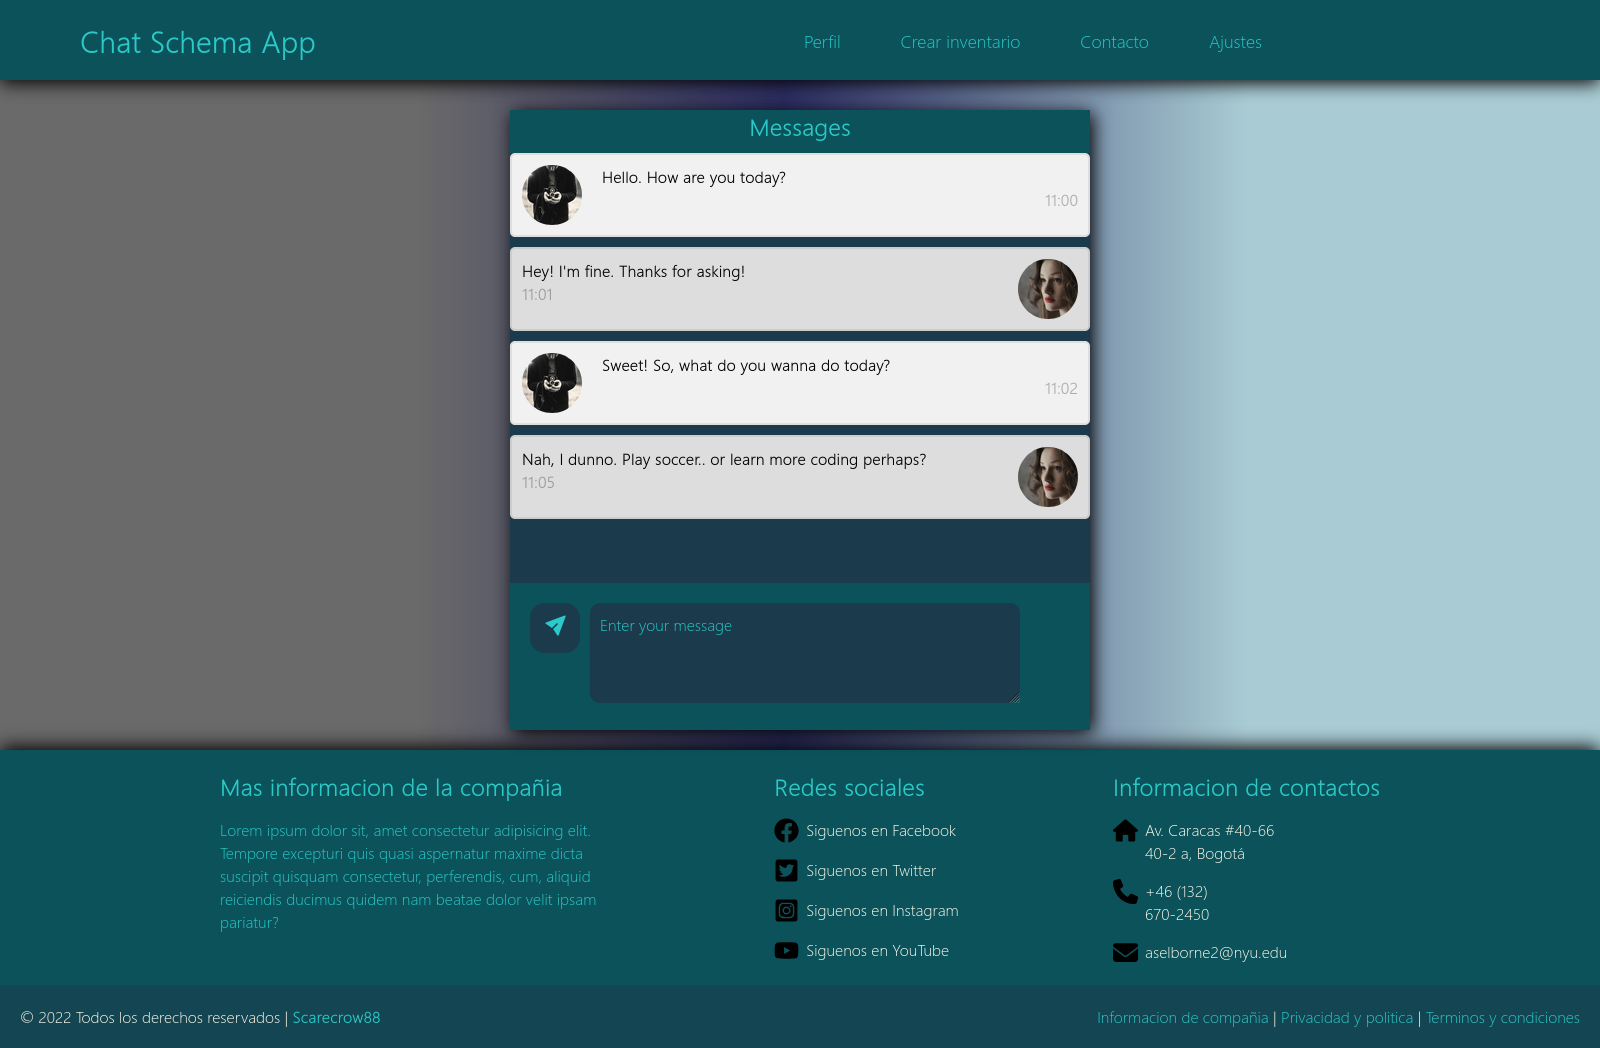 Chat Schema App
Perfil
Crear inventario
Contacto
Ajustes
Messages
Hello. How are you today?
11:00
Hey! I'm fine. Thanks for asking!
11:01
Sweet! So, what do you wanna do today?
11:02
Nah, I dunno. Play soccer.. or learn more coding perhaps?
11:05
Enter your message
Mas informacion de la compañia
Lorem ipsum dolor sit, amet consectetur adipisicing elit.
Tempore excepturi quis quasi aspernatur maxime dicta
suscipit quisquam consectetur, perferendis, cum, aliquid
reiciendis ducimus quidem nam beatae dolor velit ipsam
pariatur?
Redes sociales
Siguenos en Facebook
Siguenos en Twitter
Siguenos en Instagram
Siguenos en YouTube
Informacion de contactos
Av. Caracas #40-66
40-2 a, Bogotá
+46 (132)
670-2450
aselborne2@nyu.edu
© 2022 Todos los derechos reservados | Scarecrow88
Informacion de compañia | Privacidad y politica | Terminos y condiciones